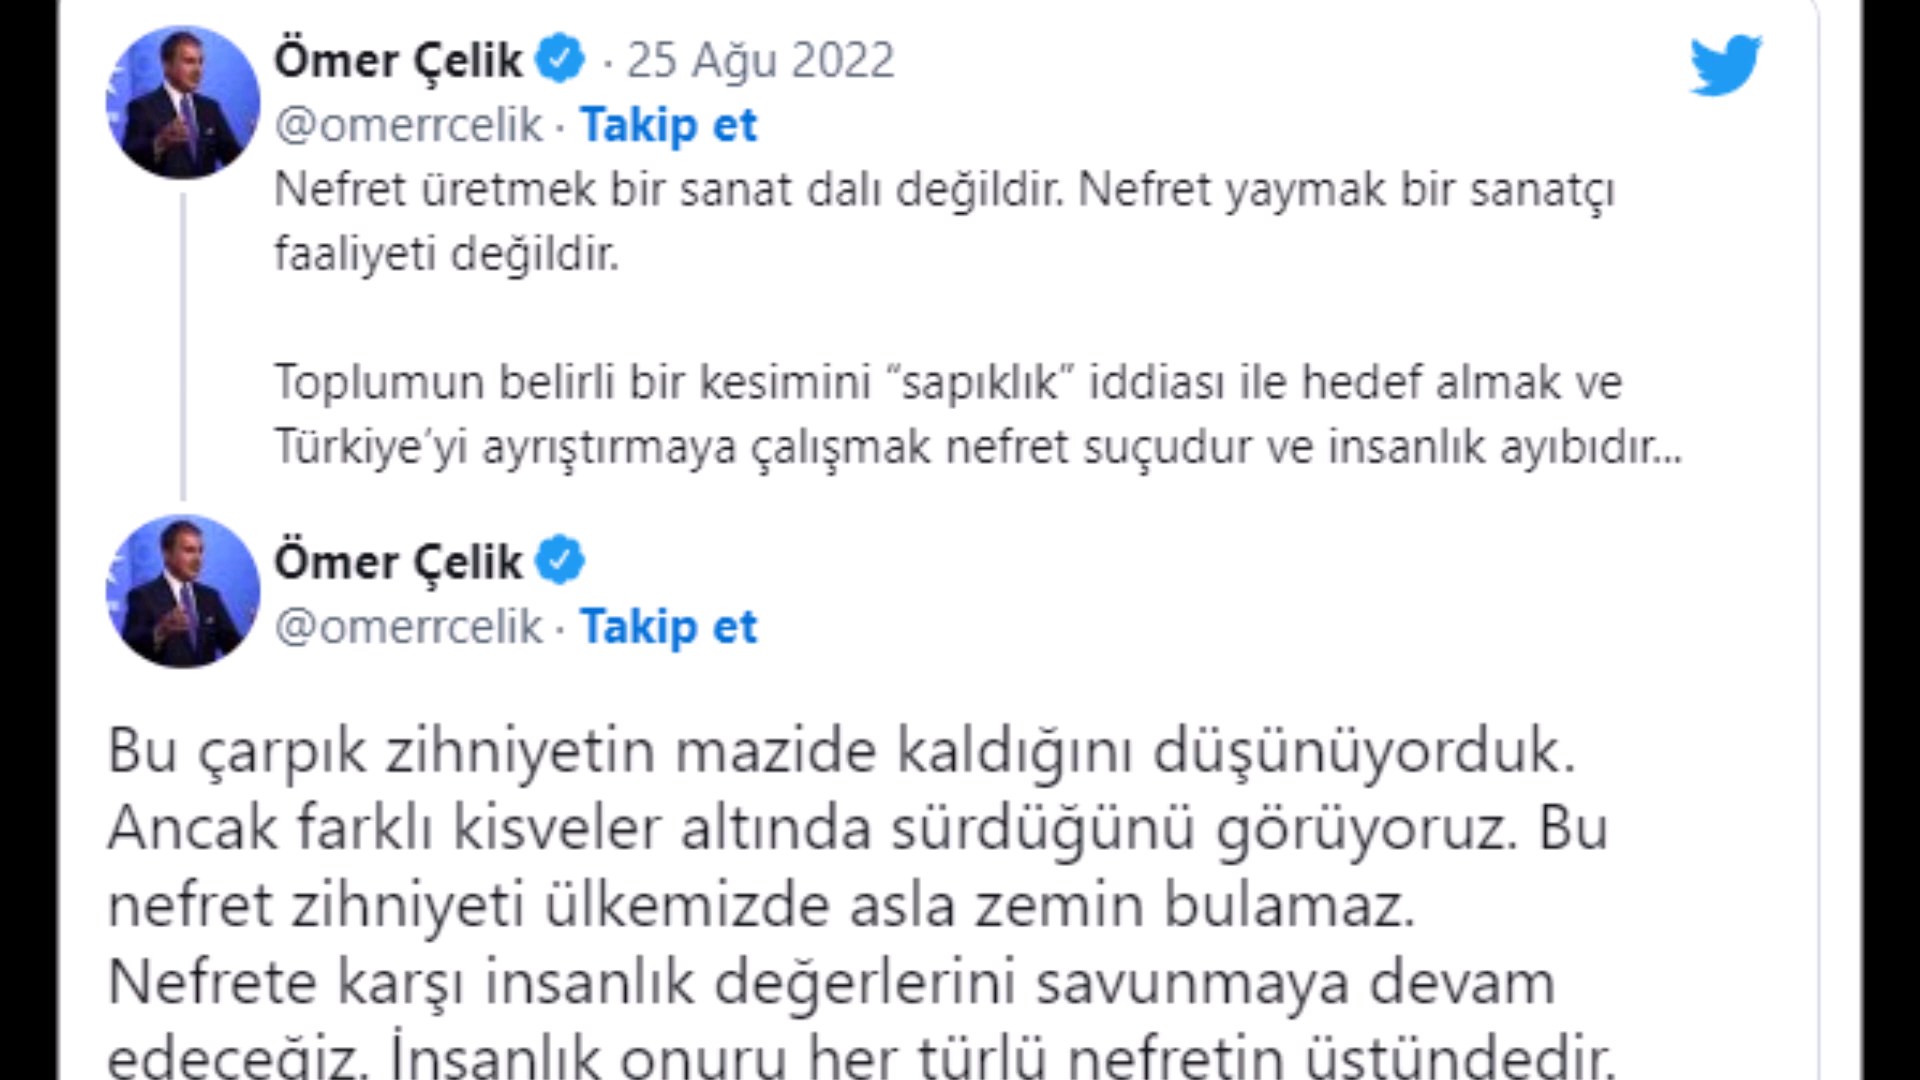 Ömer Çelik · 25 Ağu 2022
@omerrcelik · Takip et
Nefret üretmek bir sanat dalı değildir. Nefret yaymak bir sanatçı
faaliyeti değildir.
Toplumun belirli bir kesimini “sapıklık” iddiası ile hedef almak ve
Türkiye’yi ayrıştırmaya çalışmak nefret suçudur ve insanlık ayıbıdır...
Ömer Çelik
@omerrcelik · Takip et
Bu çarpık zihniyetin mazide kaldığını düşünüyorduk.
Ancak farklı kisveler altında sürdüğünü görüyoruz. Bu
nefret zihniyeti ülkemizde asla zemin bulamaz.
Nefrete karşı insanlık değerlerini savunmaya devam
edeceğiz. İnsanlık onuru her türlü nefretin üstündedir.